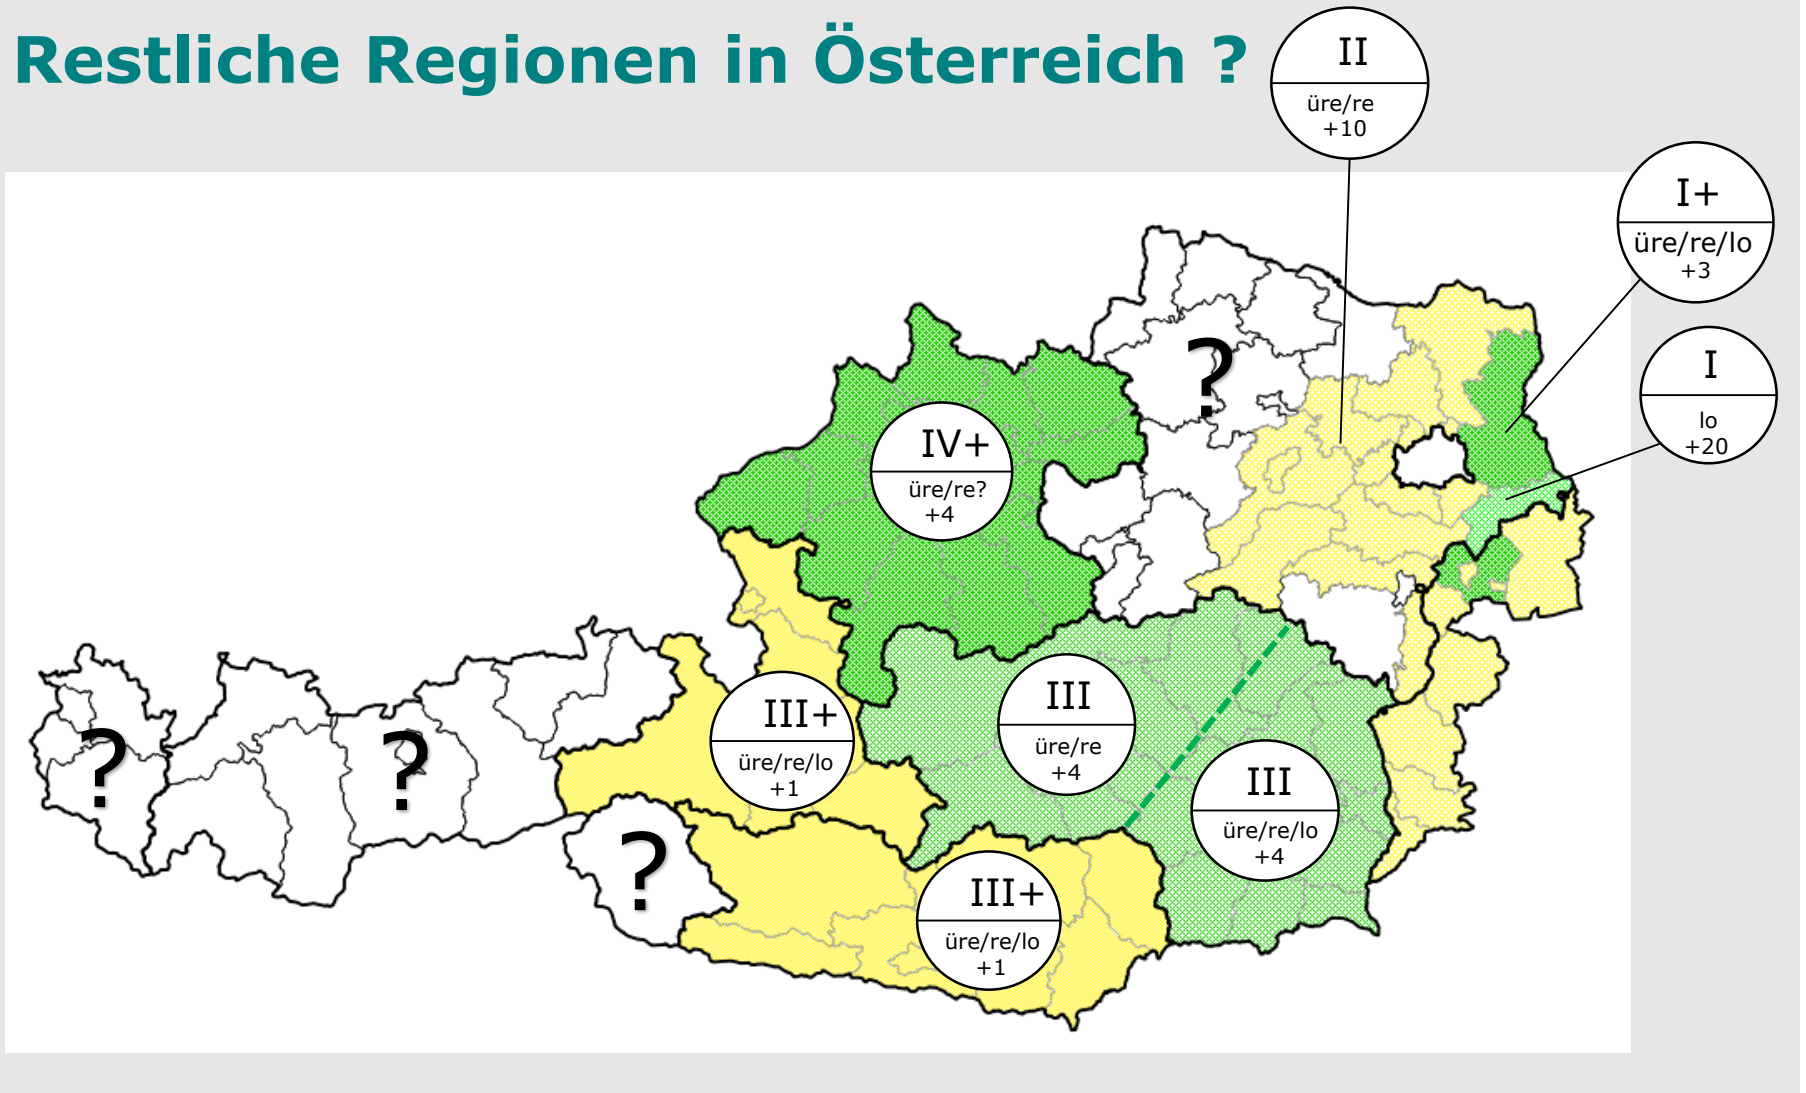 Restliche Regionen in Österreich ?
II
üre/re
+10
I+
üre/re/lo
+3
I
lo
+20
?
IV+
üre/re?
+4
III+
üre/re/lo
+1
III
üre/re
+4
?
?
III
üre/re/lo
+4
?
III+
üre/re/lo
+1